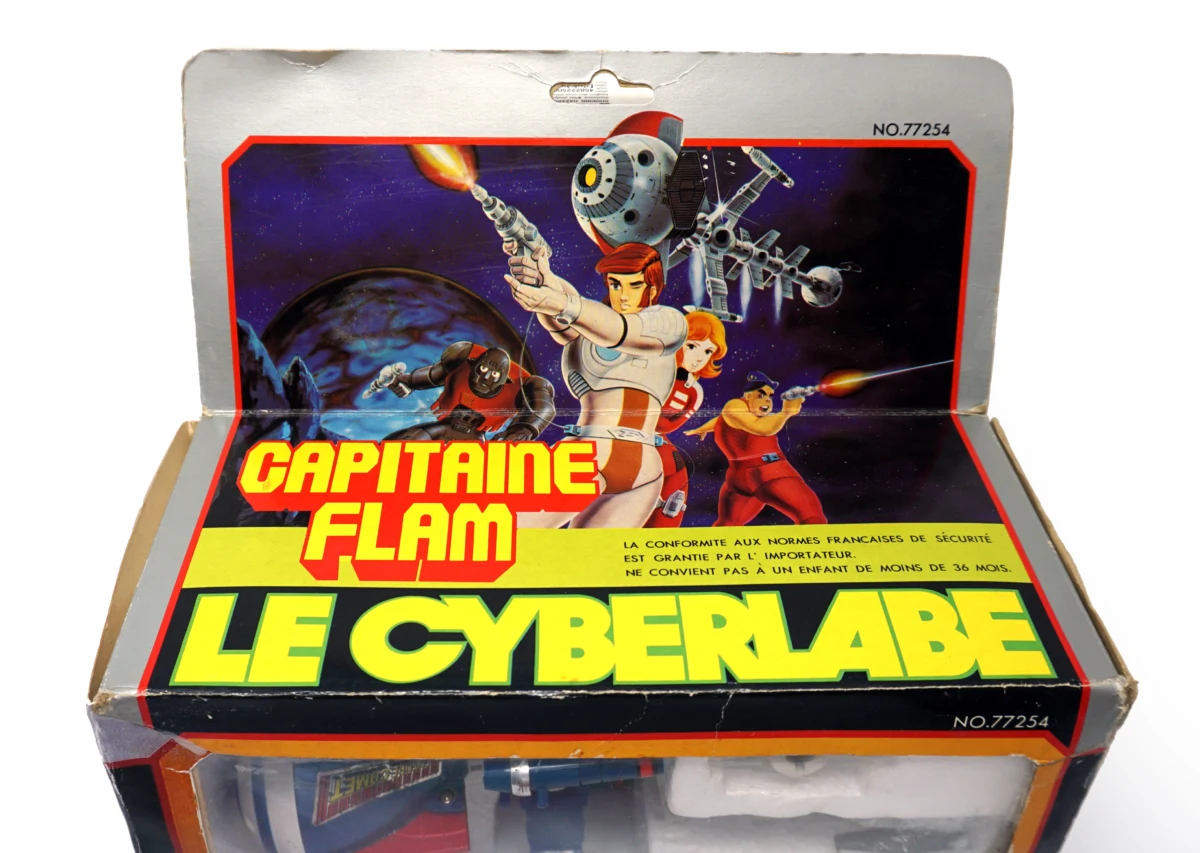 NO.77254
CAPITAINE
FLAM
LA CONFORMITE AUX NORMES FRANCAISES DE SÉCURITÉ
EST GRANTIE PAR L' IMPORTATEUR.
NE CONVIENT PAS À UN ENFANT DE MOINS DE 36 MOIS.
LE CYBERLABE
NO.77254
COMET